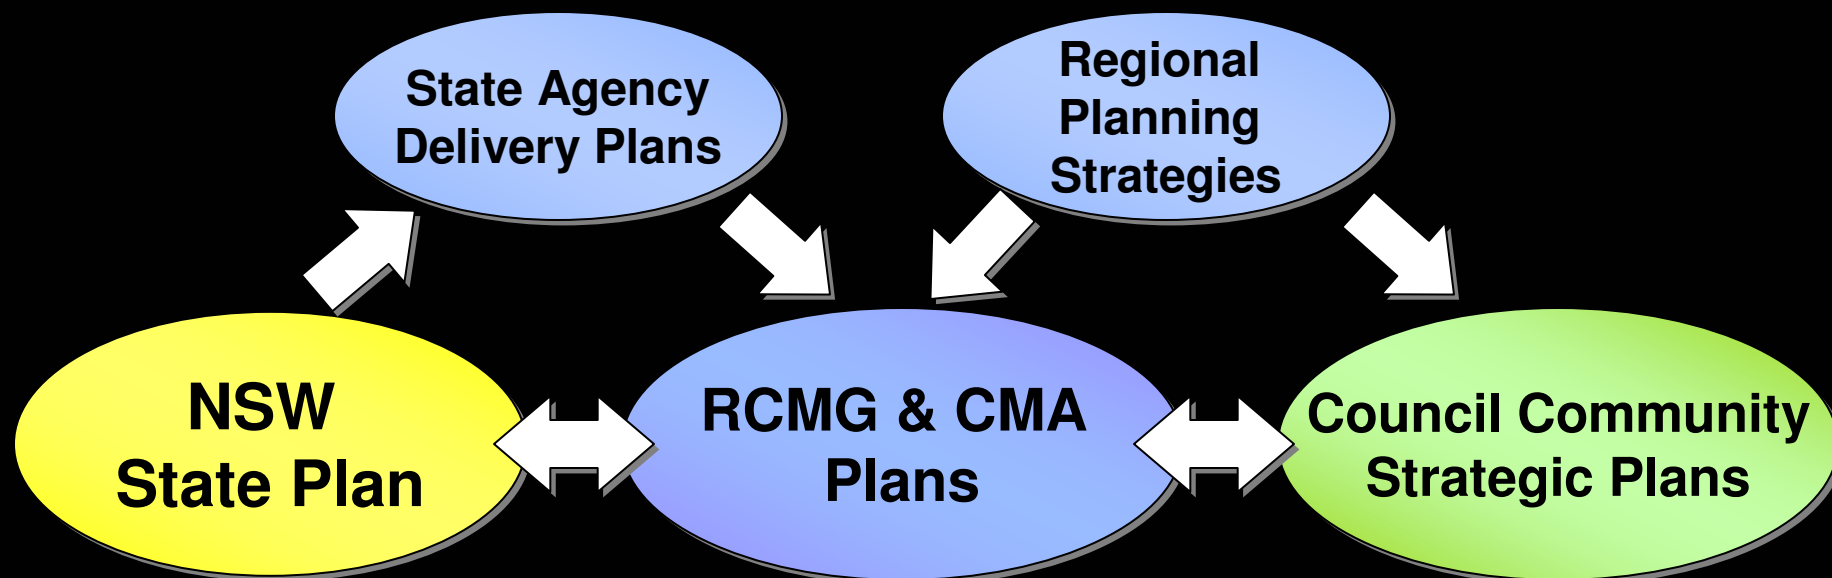 State Agency
Delivery Plans
Regional
Planning
Strategies
NSW
State Plan
RCMG & CMA
Plans
Council Community
Strategic Plans